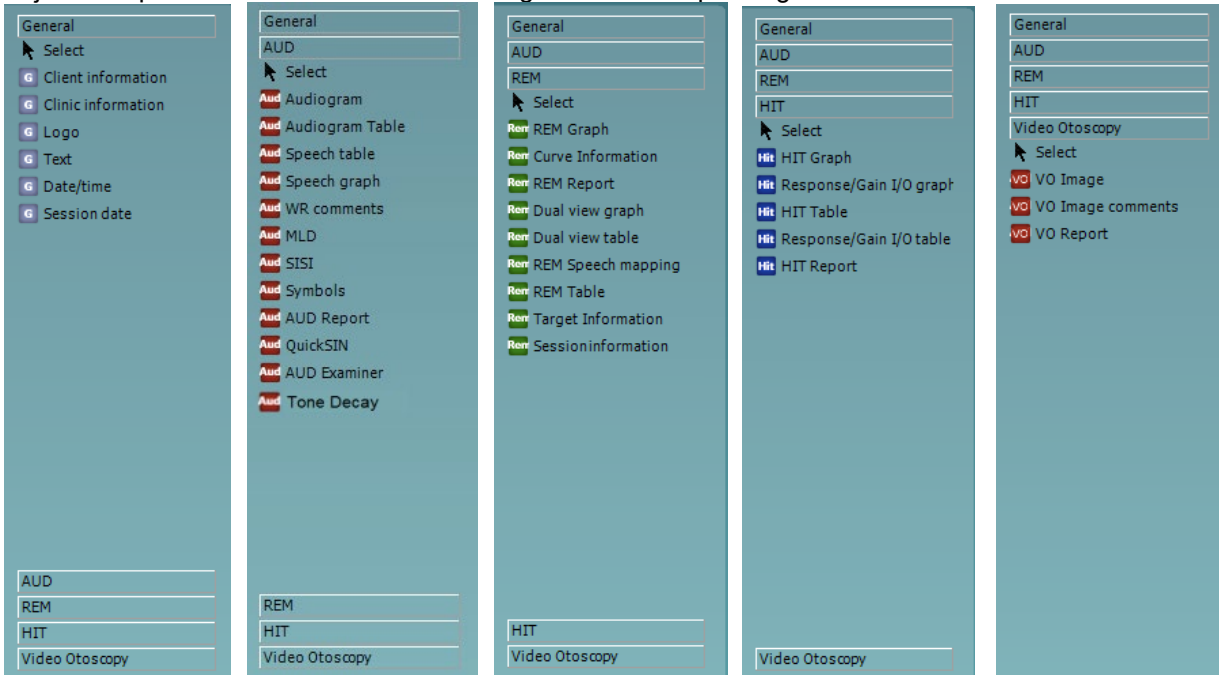 General
Select
G Client information
G Clinic information
G Logo
G Text
G Date/time
G Session date
AUD
REM
HIT
Video Otoscopy
General
AUD
Select
Aud Audiogram
Aud Audiogram Table
Aud Speech table
Aud Speech graph
Aud WR comments
Aud MLD
Aud SISI
Aud Symbols
Aud AUD Report
Aud QuickSIN
Aud AUD Examiner
Aud Tone Decay
REM
HIT
Video Otoscopy
General
AUD
REM
Select
Rem REM Graph
Rem Curve Information
Rem REM Report
Rem Dual view graph
Rem Dual view table
Rem REM Speech mapping
Rem REM Table
Rem Target Information
Rem Sessioninformation
HIT
Video Otoscopy
General
AUD
REM
HIT
Select
Hit HIT Graph
Hit Response/Gain I/O graph
Hit HIT Table
Hit Response/Gain I/O table
Hit HIT Report
Video Otoscopy
General
AUD
REM
HIT
Video Otoscopy
Select
VO VO Image
VO VO Image comments
VO VO Report